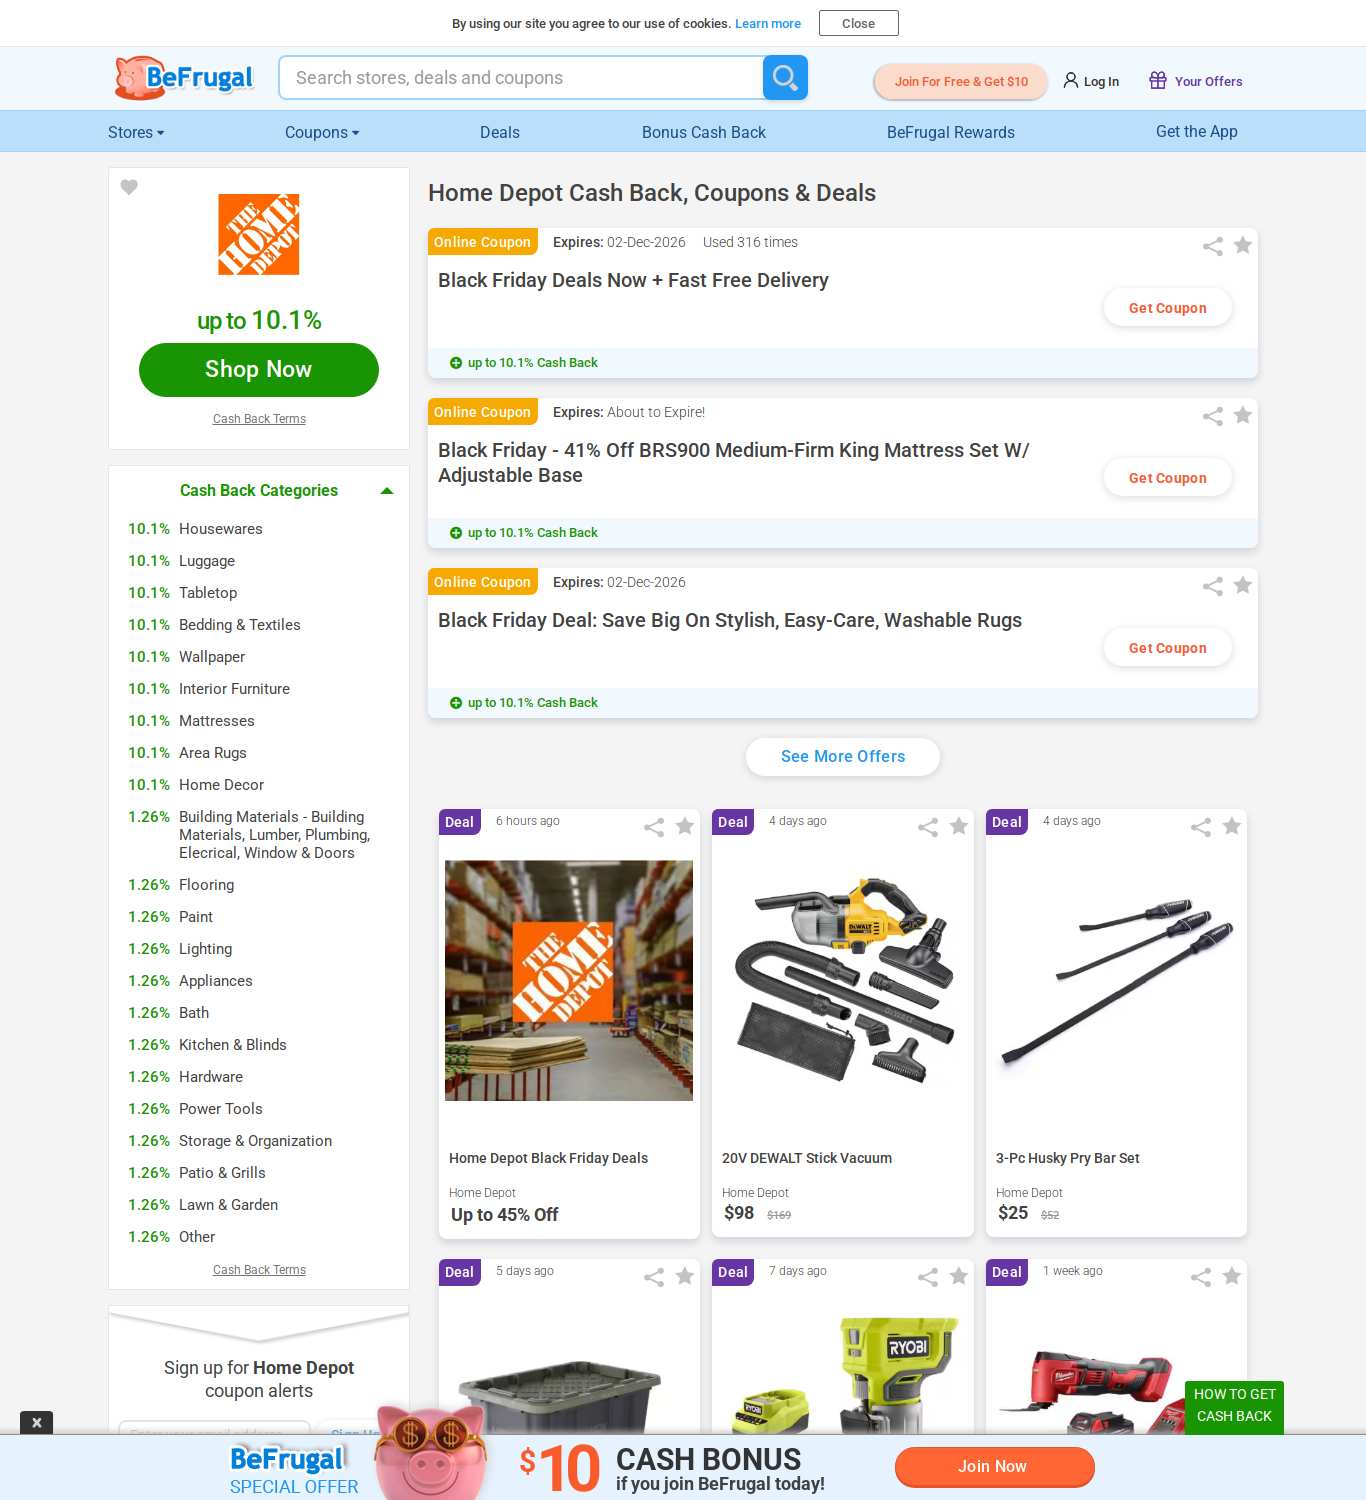 By using our site you agree to our use of cookies. Learn more
Close
BeFrugal
Search stores, deals and coupons
Join For Free & Get $10
Log In
Your Offers
Stores
Coupons
Deals
Bonus Cash Back
BeFrugal Rewards
Get the App
THE HOME DEPOT
up to 10.1%
Shop Now
Cash Back Terms
Cash Back Categories
10.1% Housewares
10.1% Luggage
10.1% Tabletop
10.1% Bedding & Textiles
10.1% Wallpaper
10.1% Interior Furniture
10.1% Mattresses
10.1% Area Rugs
10.1% Home Decor
1.26% Building Materials - Building
Materials, Lumber, Plumbing,
Elecrical, Window & Doors
1.26% Flooring
1.26% Paint
1.26% Lighting
1.26% Appliances
1.26% Bath
1.26% Kitchen & Blinds
1.26% Hardware
1.26% Power Tools
1.26% Storage & Organization
1.26% Patio & Grills
1.26% Lawn & Garden
1.26% Other
Cash Back Terms
Sign up for Home Depot
coupon alerts
Home Depot Cash Back, Coupons & Deals
Online Coupon
Expires: 02-Dec-2026
Used 316 times
Black Friday Deals Now + Fast Free Delivery
Get Coupon
up to 10.1% Cash Back
Online Coupon
Expires: About to Expire!
Black Friday - 41% Off BRS900 Medium-Firm King Mattress Set W/
Adjustable Base
Get Coupon
up to 10.1% Cash Back
Online Coupon
Expires: 02-Dec-2026
Black Friday Deal: Save Big On Stylish, Easy-Care, Washable Rugs
Get Coupon
up to 10.1% Cash Back
See More Offers
Deal
6 hours ago
THE HOME DEPOT
Home Depot Black Friday Deals
Home Depot
Up to 45% Off
Deal
4 days ago
DEWALT
20V DEWALT Stick Vacuum
Home Depot
$98 $169
Deal
4 days ago
3-Pc Husky Pry Bar Set
Home Depot
$25 $52
Deal
5 days ago
Deal
7 days ago
RYOBI
RYOBI
Deal
1 week ago
Milwaukee
HOW TO GET
CASH BACK
x
BeFrugal
SPECIAL OFFER
$10
CASH BONUS
if you join BeFrugal today!
Join Now